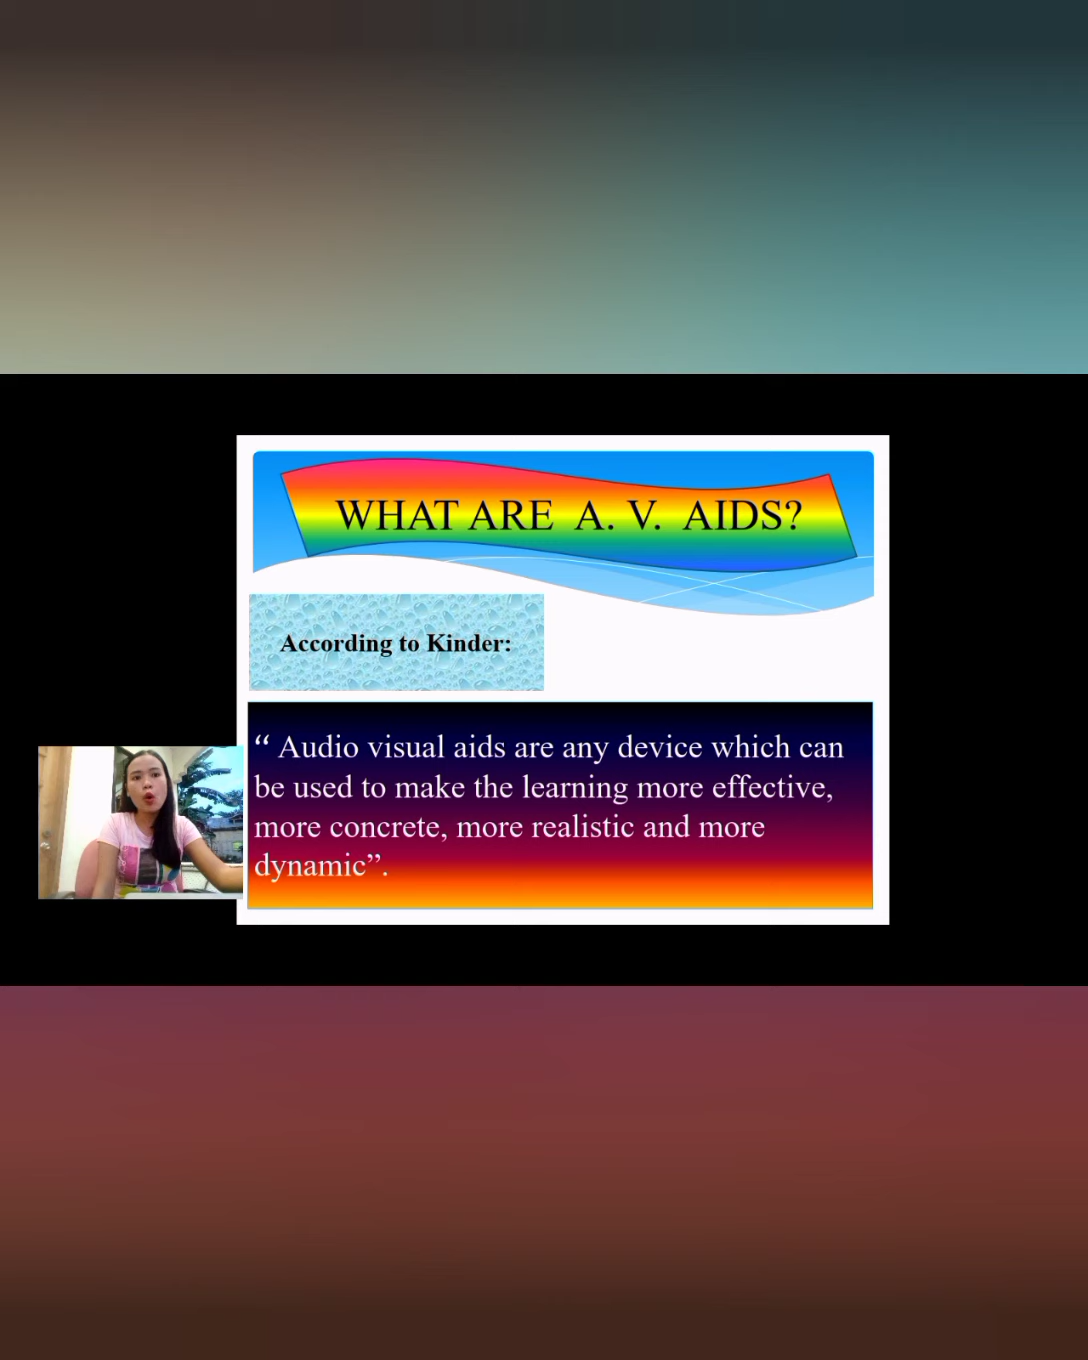 WHAT ARE A. V. AIDS?
According to Kinder:
“ Audio visual aids are any device which can
be used to make the learning more effective,
more concrete, more realistic and more
dynamic”.